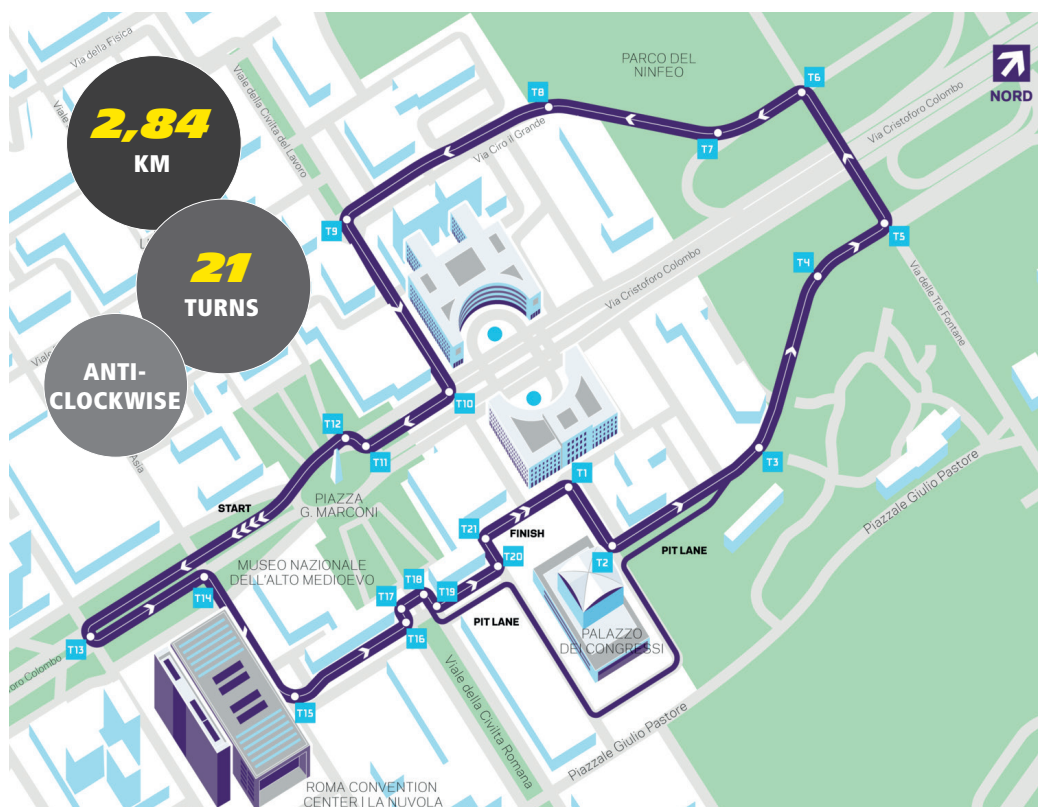 Via della Fisica
Viale della Civiltà del Lavoro
PARCO DEL
NINFEO
NORD
2,84
KM
21
TURNS
ANTI-
CLOCKWISE
T6
T8
T7
Via Ciro il Grande
Via Cristoforo Colombo
T9
T5
T4
Via Cristoforo Colombo
Via delle Tre Fontane
T10
T12
T11
Asia
T3
START
PIAZZA
G. MARCONI
T1
Piazzale Giulio Pastore
T21
FINISH
T2
PIT LANE
T20
MUSEO NAZIONALE
DELL'ALTO MEDIOEVO
T14
T18
T17
T19
T16
PIT LANE
PALAZZO
DEI CONGRESSI
T13
T15
Viale della Civiltà Romana
Piazzale Giulio Pastore
ROMA CONVENTION
CENTER | LA NUVOLA